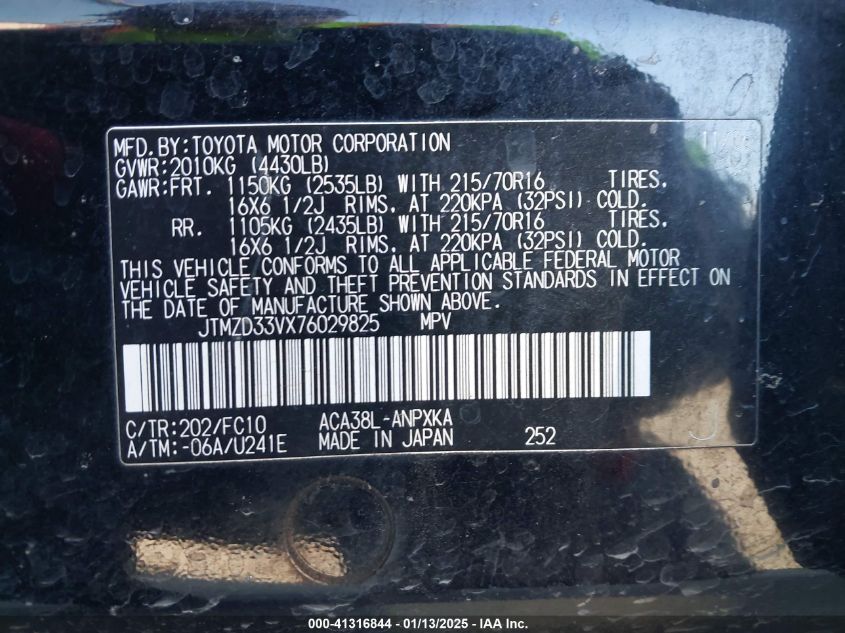 MFD.BY:TOYOTA MOTOR CORPORATION
GVWR:2010KG (4430LB)
GAWR:FRT. 1150KG (2535LB) WITH 215/70R16 TIRES,
16X6 1/2J RIMS, AT 220KPA (32PSI) COLD.
RR. 1105KG (2435LB) WITH 215/70R16 TIRES,
16X6 1/2J RIMS, AT 220KPA (32PSI) COLD.
THIS VEHICLE CONFORMS TO ALL APPLICABLE FEDERAL MOTOR
VEHICLE SAFETY AND THEFT PREVENTION STANDARDS IN EFFECT ON
THE DATE OF MANUFACTURE SHOWN ABOVE.
JTMZD33VX76029825 MPV
C/TR:202/FC10 ACA38L-ANPXKA
A/TM:-06A/U241E MADE IN JAPAN 252
000-41316844 - 01/13/2025 - IAA Inc.